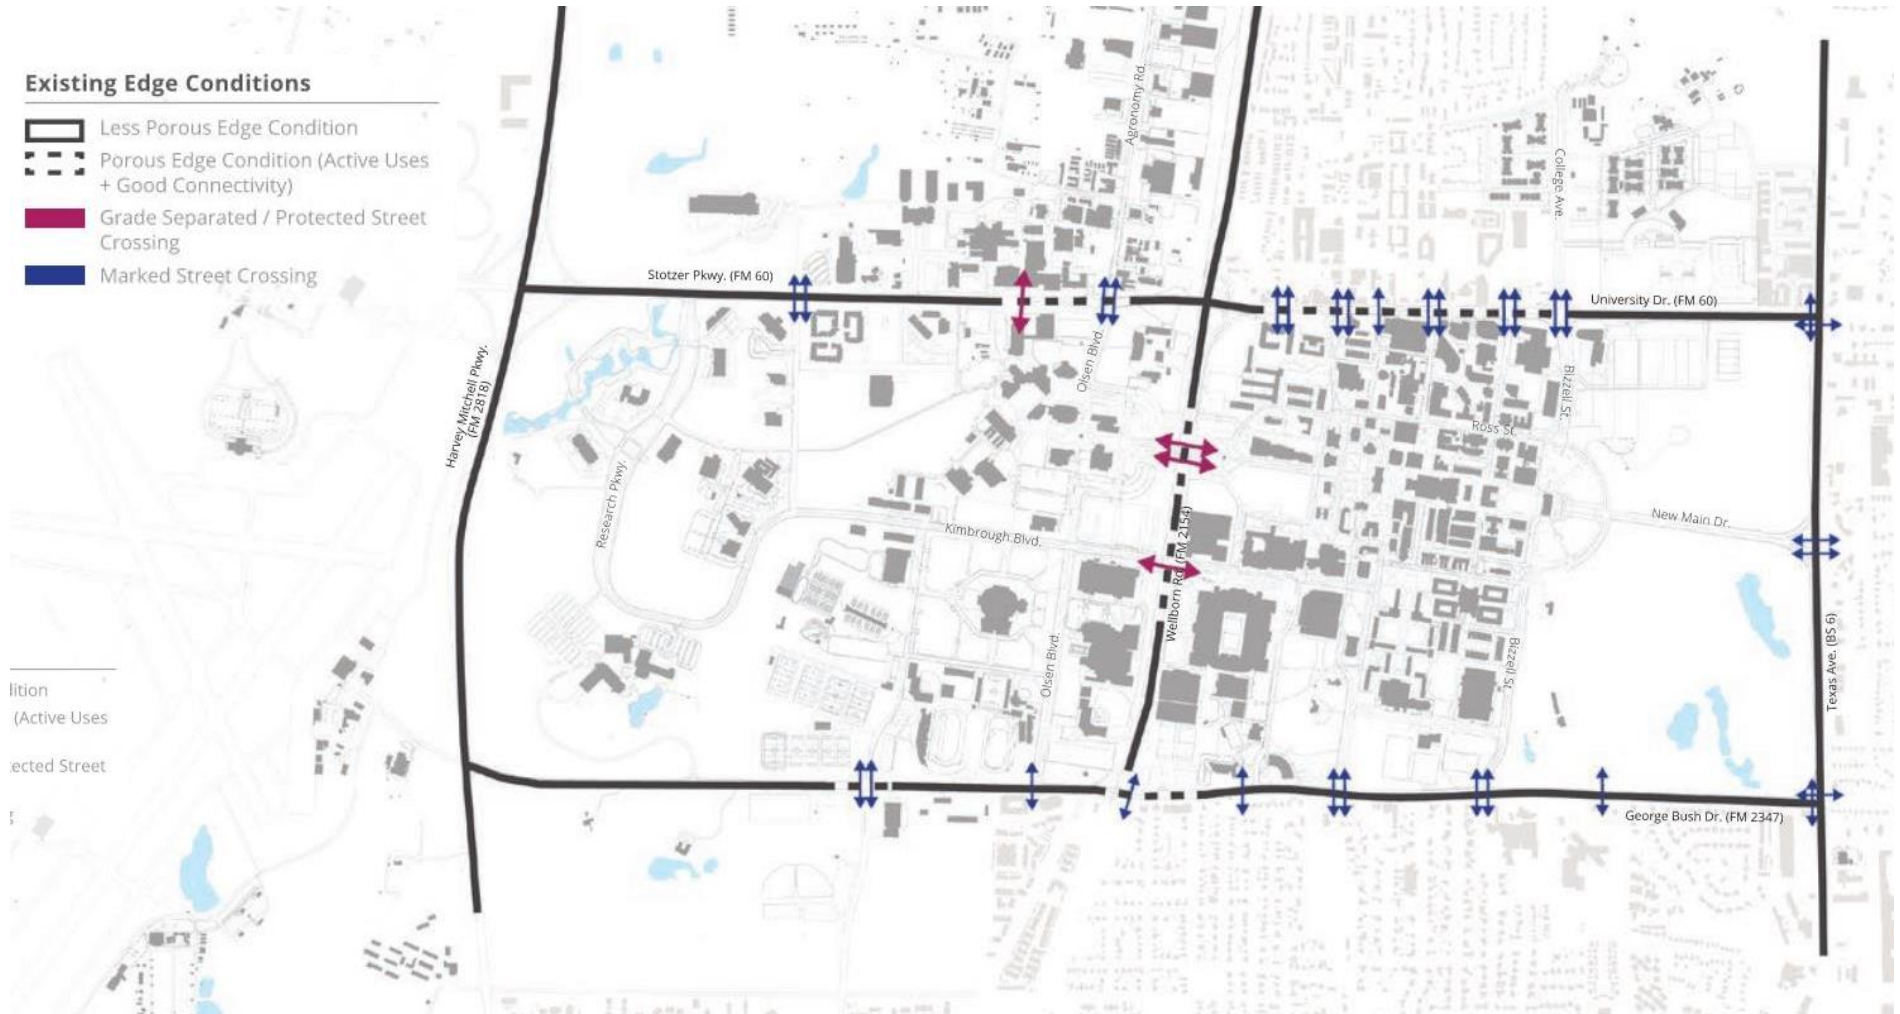 Existing Edge Conditions
Less Porous Edge Condition
Porous Edge Condition (Active Uses
+ Good Connectivity)
Grade Separated / Protected Street
Crossing
Marked Street Crossing
Agronomy Rd.
College Ave.
Stotzer Pkwy. (FM 60)
University Dr. (FM 60)
Harvey Mitchell Pkwy.
(FM 2818)
Olsen Blvd.
Bizzell St.
Ross St.
Research Pkwy.
Kimbrough Blvd.
Wellborn Rd. (FM 2154)
New Main Dr.
Olsen Blvd.
Bizzell St.
Texas Ave. (BS 6)
George Bush Dr. (FM 2347)
dition
(Active Uses
ected Street